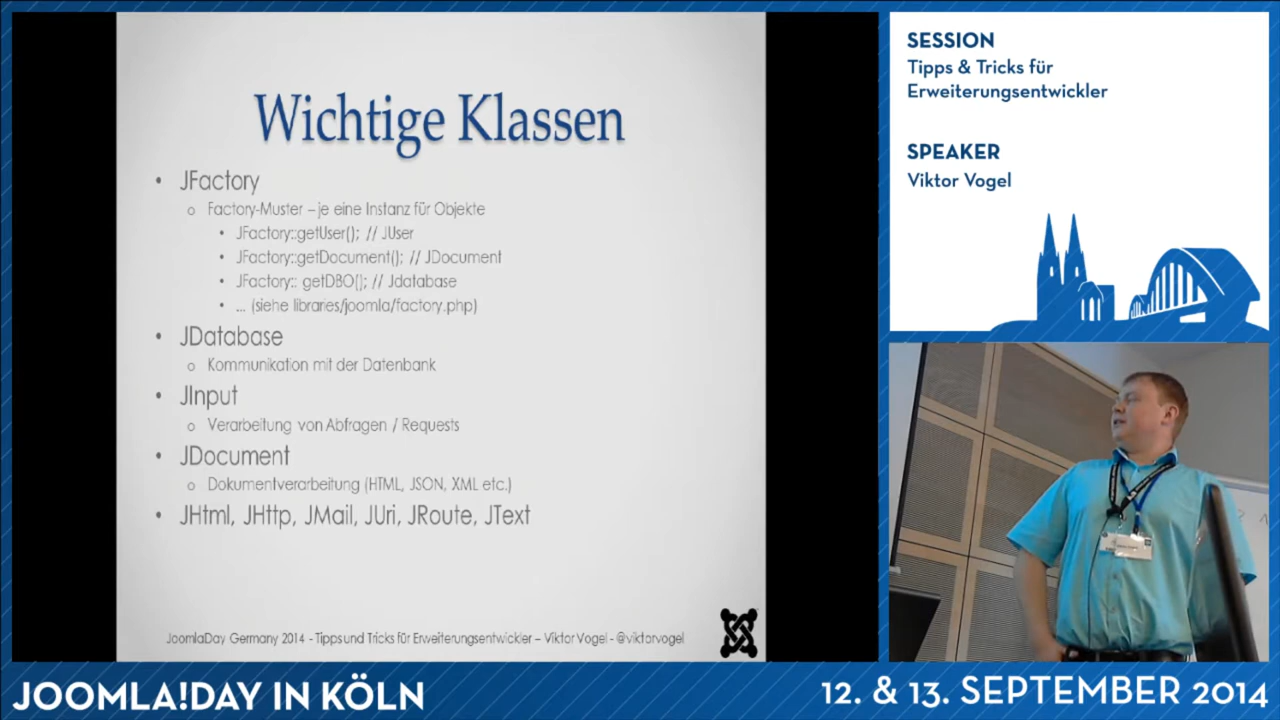 Wichtige Klassen
• JFactory
o Factory-Muster – je eine Instanz für Objekte
• JFactory::getUser(); // JUser
• JFactory::getDocument(); // JDocument
• JFactory:: getDBO(); // Jdatabase
• ... (siehe libraries/joomla/factory.php)
• JDatabase
o Kommunikation mit der Datenbank
• JInput
o Verarbeitung von Abfragen / Requests
• JDocument
o Dokumentverarbeitung (HTML, JSON, XML etc.)
• JHtml, JHttp, JMail, JUri, JRoute, JText
JoomlaDay Germany 2014 - Tipps und Tricks für Erweiterungsentwickler – Viktor Vogel - @viktorvogel
SESSION
Tipps & Tricks für
Erweiterungsentwickler
SPEAKER
Viktor Vogel
JOOMLA!DAY IN KÖLN
12. & 13. SEPTEMBER 2014